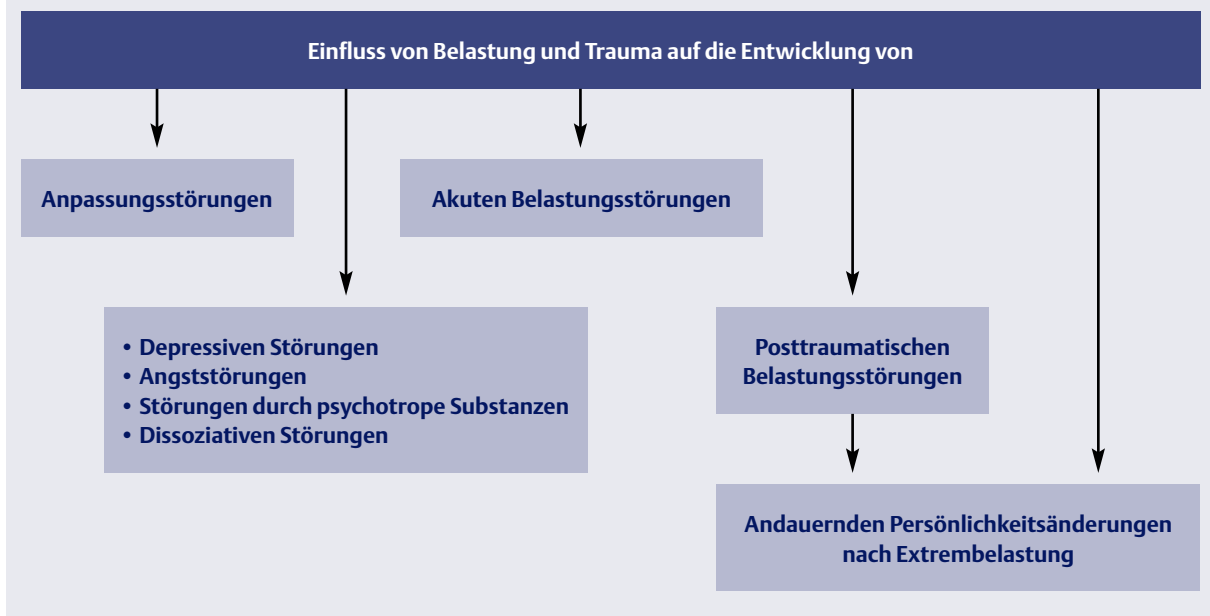 Einfluss von Belastung und Trauma auf die Entwicklung von
Anpassungsstörungen
Akuten Belastungsstörungen
• Depressiven Störungen
• Angststörungen
• Störungen durch psychotrope Substanzen
• Dissoziativen Störungen
Posttraumatischen
Belastungsstörungen
Andauernden Persönlichkeitsänderungen
nach Extrembelastung